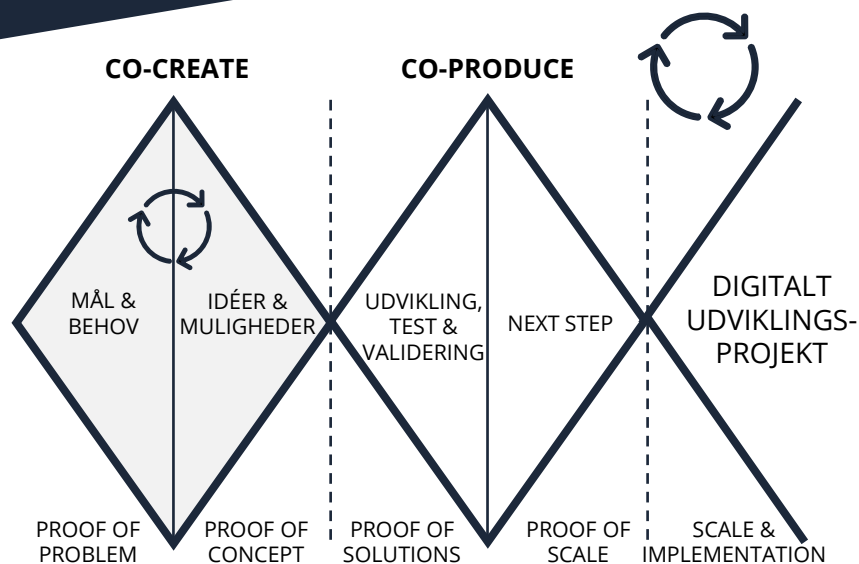 CO-CREATE
CO-PRODUCE
MÅL &
BEHOV
IDÉER &
MULIGHEDER
UDVIKLING,
TEST &
VALIDERING
NEXT STEP
DIGITALT
UDVIKLINGS-
PROJEKT
PROOF OF
PROBLEM
PROOF OF
CONCEPT
PROOF OF
SOLUTIONS
PROOF OF
SCALE
SCALE &
IMPLEMENTATION